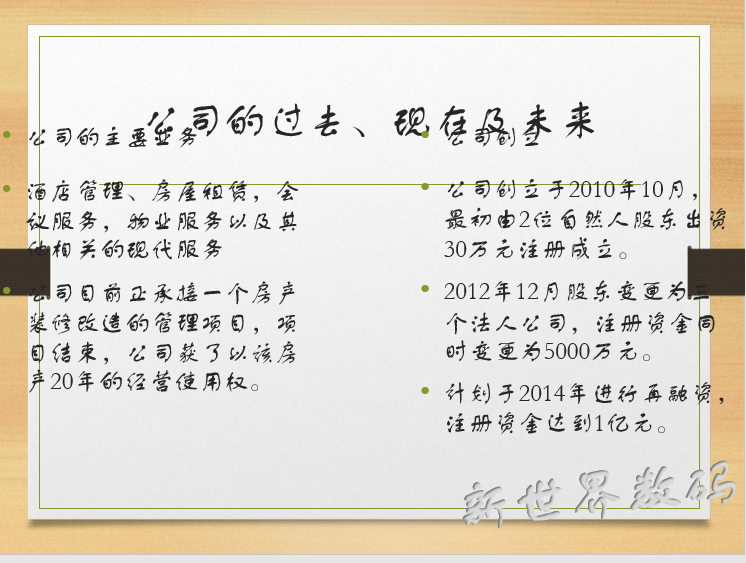 公司的过去、现在及未来
公司的主要业务
酒店管理、房屋租赁，会
议服务，物业服务以及其
他相关的现代服务
公司目前正承接一个房产
装修改造的管理项目，项
目结束，公司获了以该房
产20年的经营使用权。
公司创立
公司创立于2010年10月，
最初由2位自然人股东出资
30万元注册成立。
2012年12月股东变更为三
个法人公司，注册资金同
时变更为5000万元。
计划于2014年进行再融资，
注册资金达到1亿元。
新世界数码